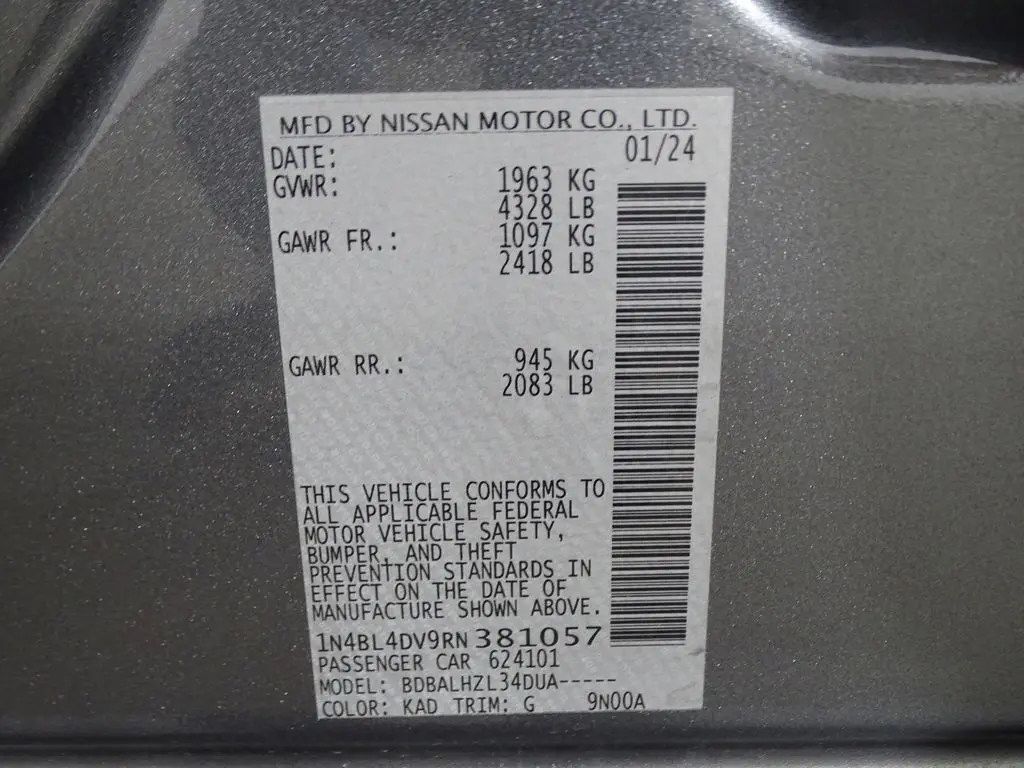 MFD BY NISSAN MOTOR CO., LTD.
DATE: 01/24
GVWR: 1963 KG
4328 LB
GAWR FR.: 1097 KG
2418 LB
GAWR RR.: 945 KG
2083 LB
THIS VEHICLE CONFORMS TO
ALL APPLICABLE FEDERAL
MOTOR VEHICLE SAFETY,
BUMPER, AND THEFT
PREVENTION STANDARDS IN
EFFECT ON THE DATE OF
MANUFACTURE SHOWN ABOVE.
1N4BL4DV9RN381057
PASSENGER CAR 624101
MODEL: BDBALHZL34DUA-----
COLOR: KAD TRIM: G 9N00A